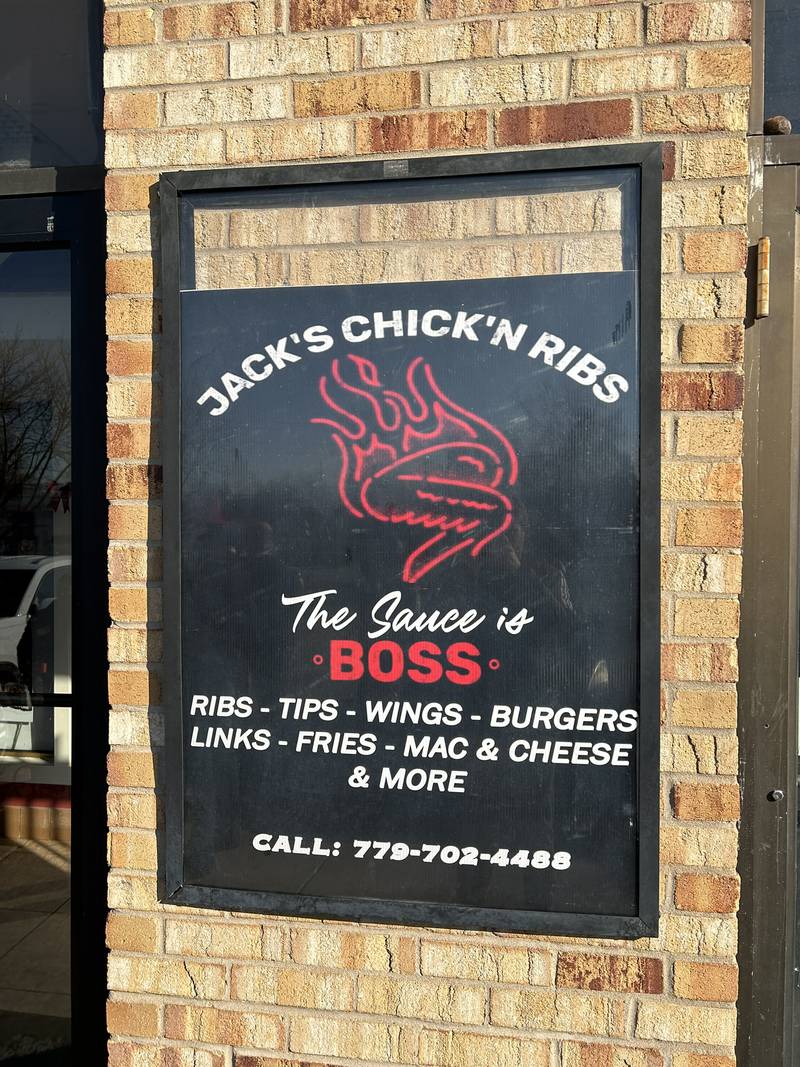 JACK'S CHICK'N RIBS
The Sauce is
BOSS
RIBS - TIPS - WINGS - BURGERS
LINKS - FRIES - MAC & CHEESE
& MORE
CALL: 779-702-4488